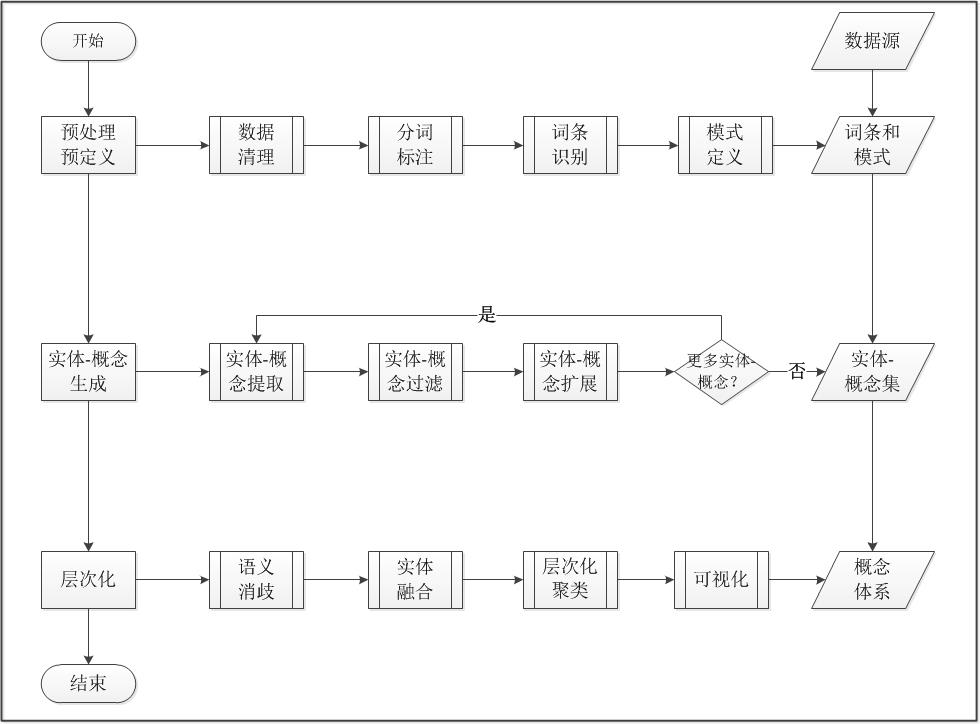 开始
数据源
预处理
预定义
数据
清理
分词
标注
词条
识别
模式
定义
词条和
模式
是
实体-概念
生成
实体-概
念提取
实体-概
念过滤
实体-概
念扩展
更多实体-
概念？
否
实体-
概念集
层次化
语义
消歧
实体
融合
层次化
聚类
可视化
概念
体系
结束